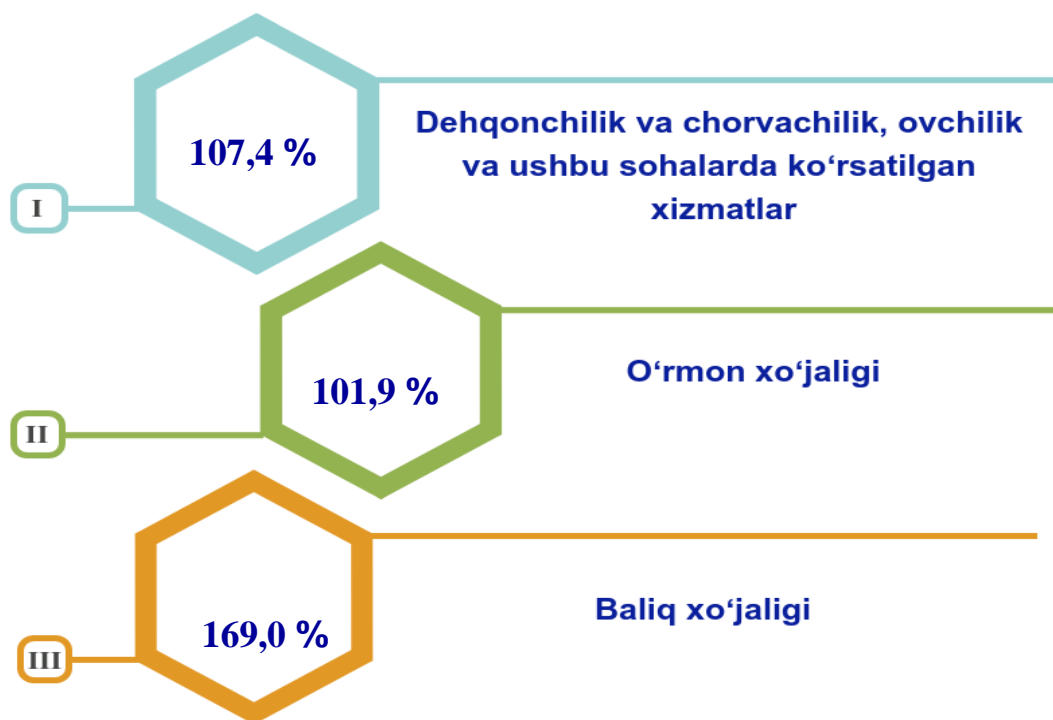 107,4 %
Dehqonchilik va chorvachilik, ovchilik
va ushbu sohalarda ko‘rsatilgan
xizmatlar
I
101,9 %
O‘rmon xo‘jaligi
II
169,0 %
Baliq xo‘jaligi
III